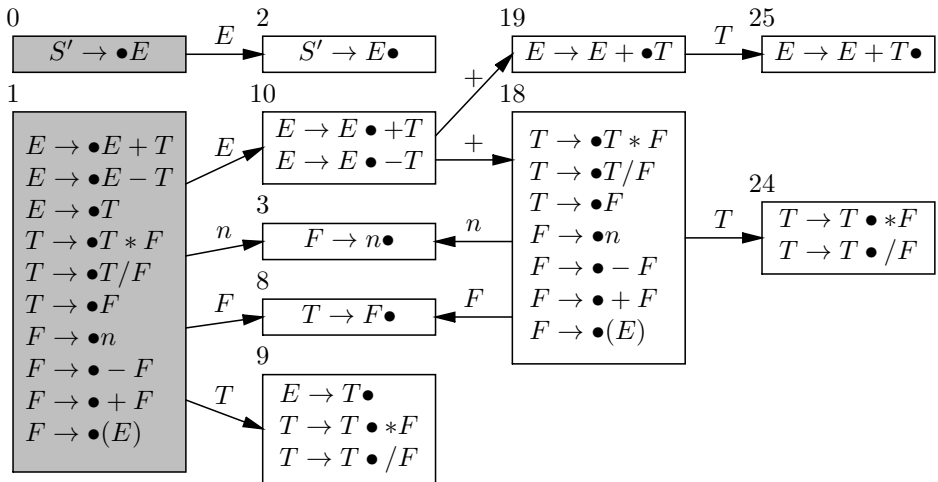 0
2
19
25
S′ → ●E
E
S′ → E●
E → E + ●T
T
E → E + T●
1
10
+
18
E → ●E + T
E → ●E − T
E → ●T
T → ●T ∗ F
T → ●T/F
T → ●F
F → ●n
F → ● − F
F → ● + F
F → ●(E)
E
E → E ● +T
E → E ● −T
+
T → ●T ∗ F
T → ●T/F
T → ●F
F → ●n
F → ● − F
F → ● + F
F → ●(E)
T
24
T → T ● ∗F
T → T ● /F
3
n
F → n●
n
8
F
T → F●
F
9
T
E → T●
T → T ● ∗F
T → T ● /F